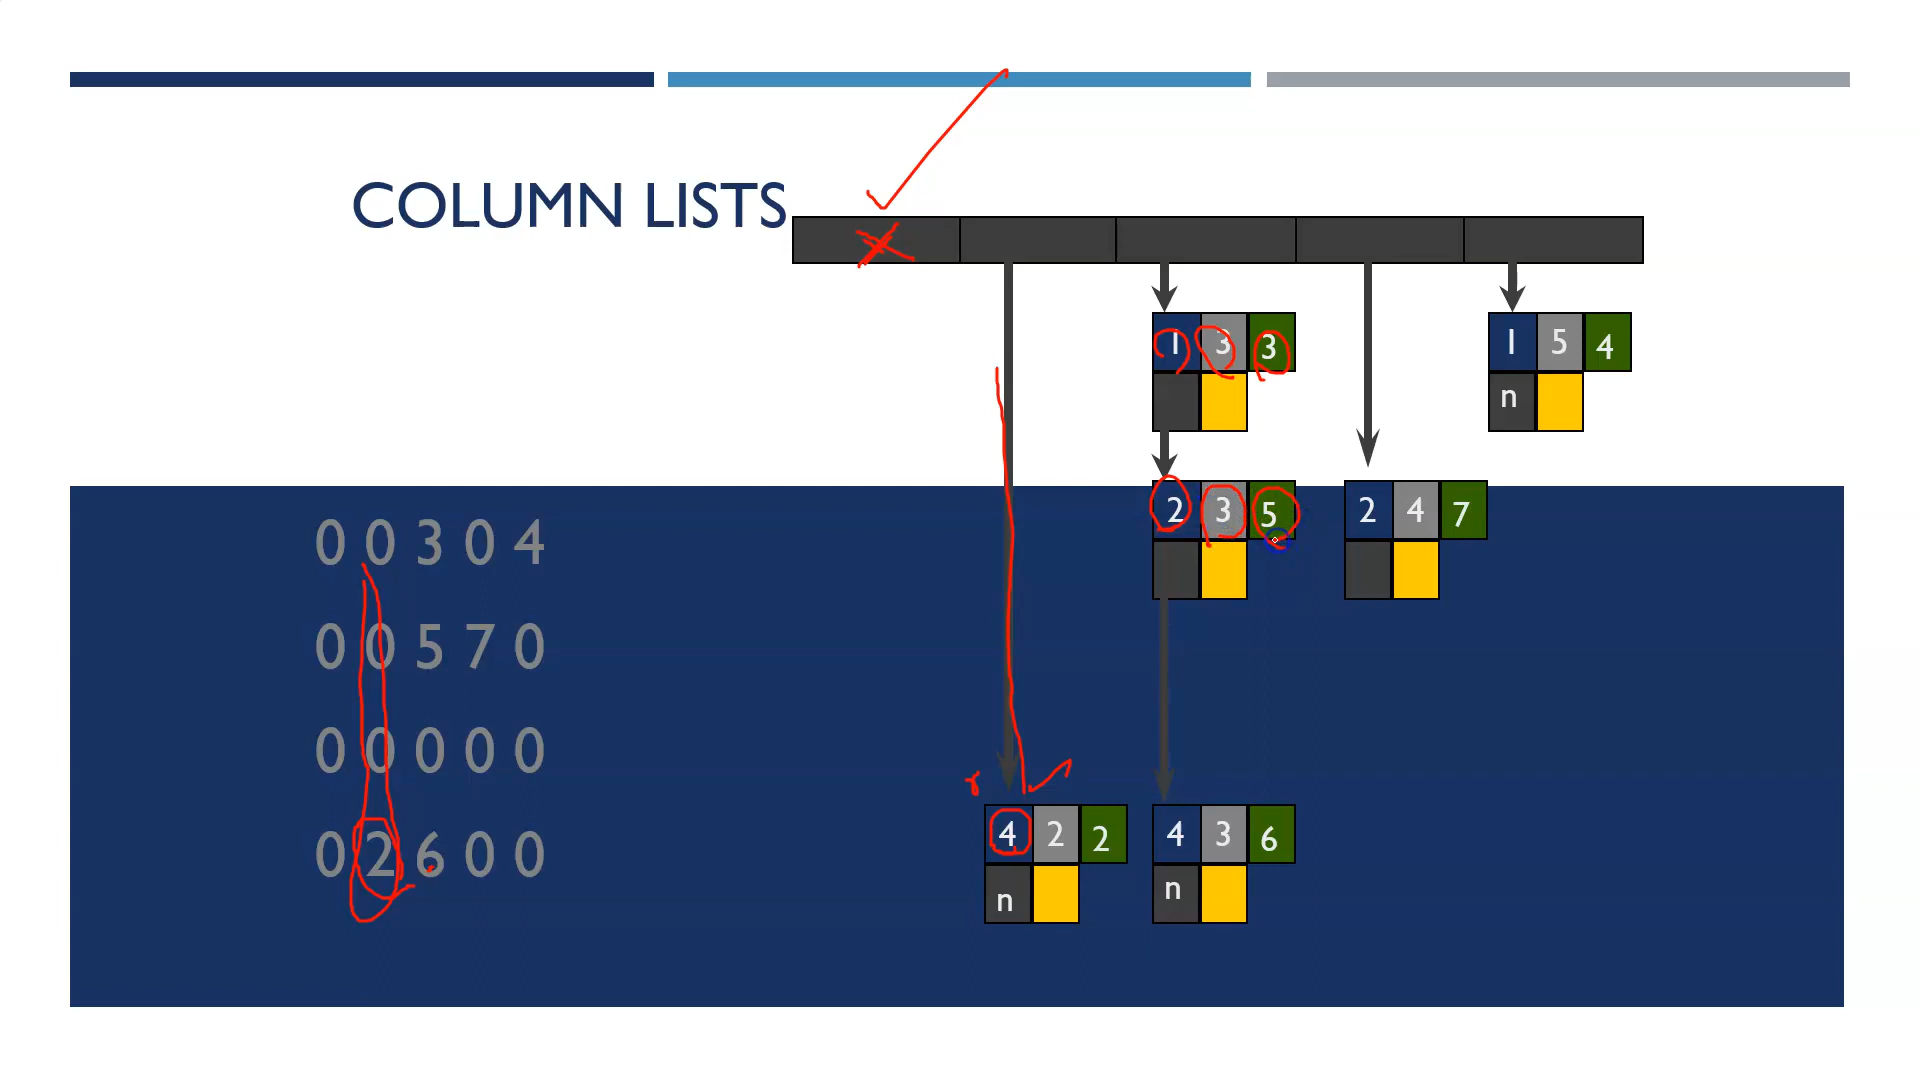 COLUMN LISTS
1 3 3
1 5 4
n
2 3 5
2 4 7
0 0 3 0 4
0 0 5 7 0
0 0 0 0 0
0 2 6 0 0
r
4 2 2
n
4 3 6
n